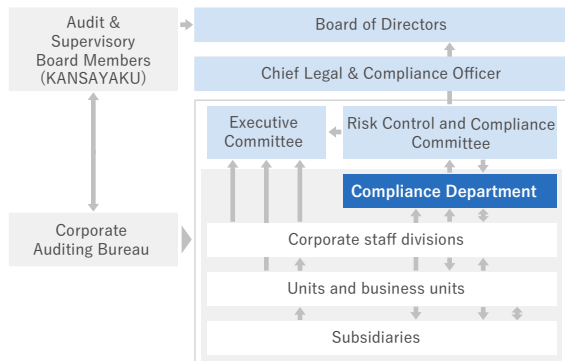 Audit &
Supervisory
Board Members
(KANSAYAKU)
Board of Directors
Chief Legal & Compliance Officer
Executive
Committee
Risk Control and Compliance
Committee
Compliance Department
Corporate
Auditing Bureau
Corporate staff divisions
Units and business units
Subsidiaries